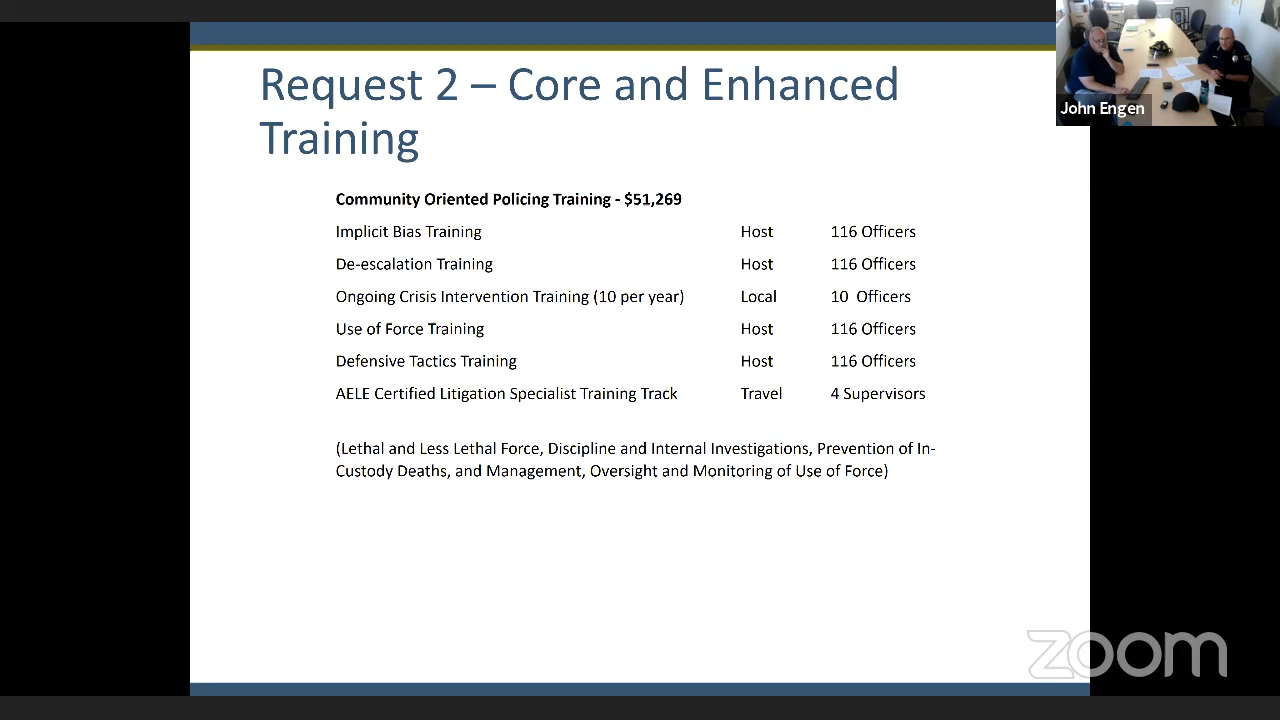 Request 2 – Core and Enhanced
Training
John Engen
Community Oriented Policing Training - $51,269
Implicit Bias Training Host 116 Officers
De-escalation Training Host 116 Officers
Ongoing Crisis Intervention Training (10 per year) Local 10 Officers
Use of Force Training Host 116 Officers
Defensive Tactics Training Host 116 Officers
AELE Certified Litigation Specialist Training Track Travel 4 Supervisors
(Lethal and Less Lethal Force, Discipline and Internal Investigations, Prevention of In-
Custody Deaths, and Management, Oversight and Monitoring of Use of Force)
zoom